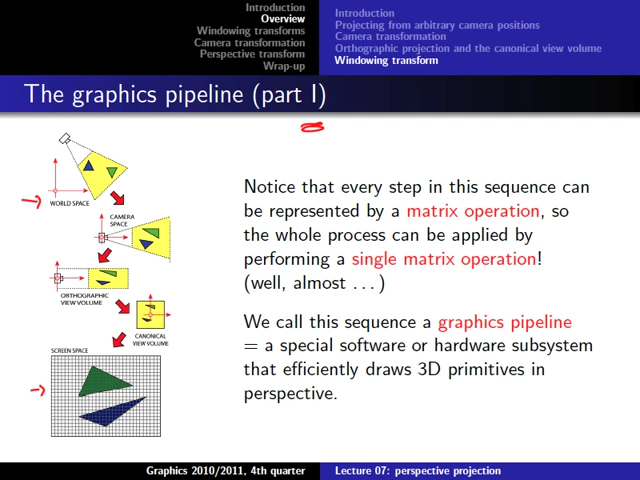 Introduction
Overview
Windowing transforms
Camera transformation
Perspective transform
Wrap-up
Introduction
Projecting from arbitrary camera positions
Camera transformation
Orthographic projection and the canonical view volume
Windowing transform
The graphics pipeline (part I)
WORLD SPACE
CAMERA
SPACE
ORTHOGRAPHIC
VIEW VOLUME
CANONICAL
VIEW VOLUME
SCREEN SPACE
Notice that every step in this sequence can
be represented by a matrix operation, so
the whole process can be applied by
performing a single matrix operation!
(well, almost . . . )
We call this sequence a graphics pipeline
= a special software or hardware subsystem
that efficiently draws 3D primitives in
perspective.
Graphics 2010/2011, 4th quarter
Lecture 07: perspective projection